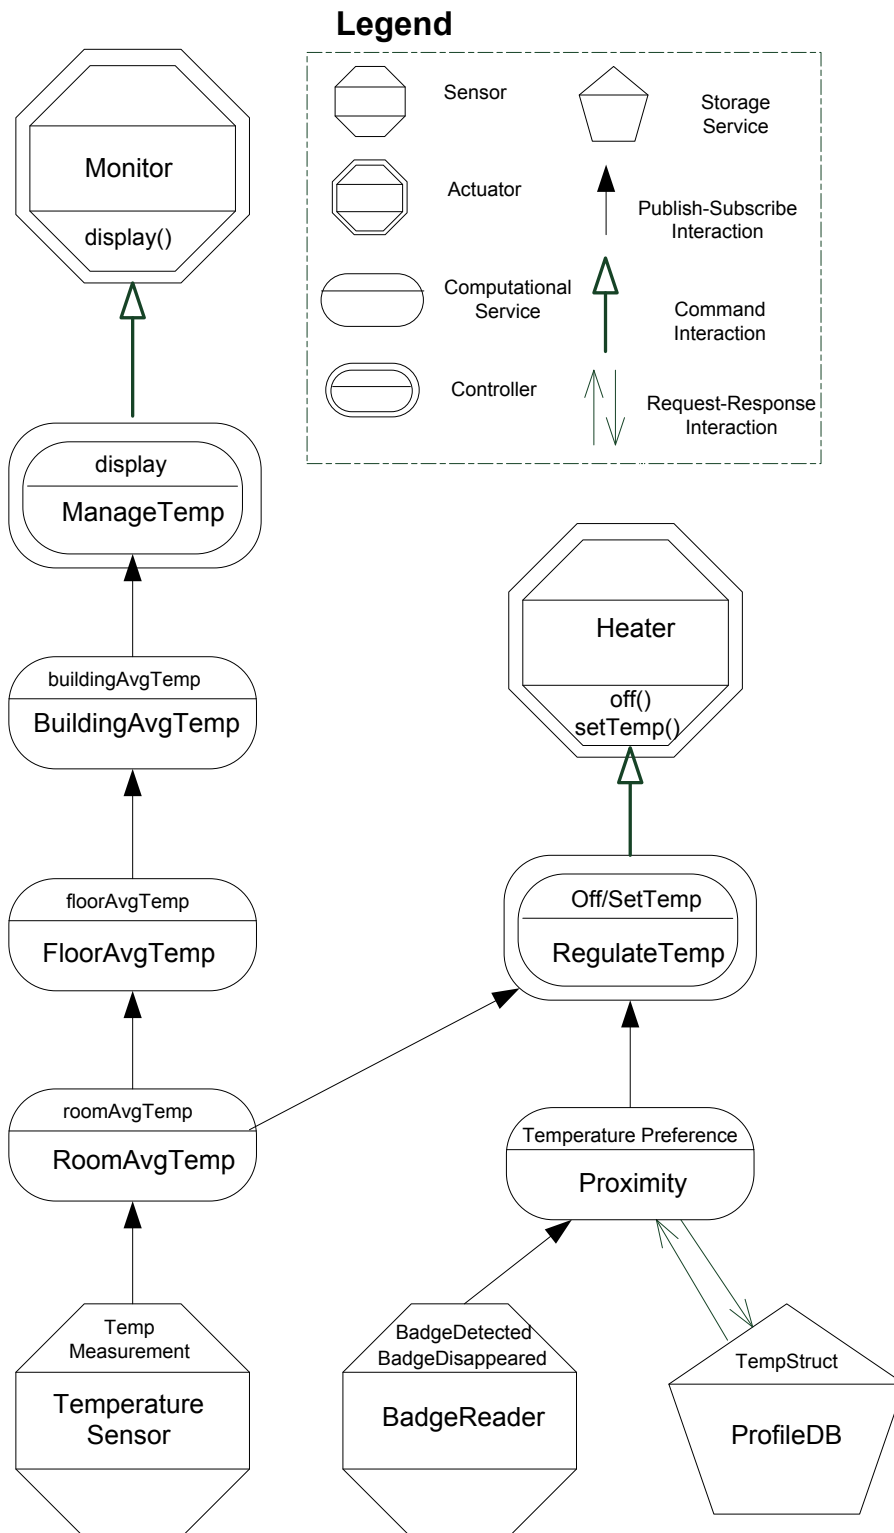 Legend
Sensor
Storage
Service
Actuator
Publish-Subscribe
Interaction
Computational
Service
Command
Interaction
Controller
Request-Response
Interaction
Monitor
display()
display
ManageTemp
buildingAvgTemp
BuildingAvgTemp
floorAvgTemp
FloorAvgTemp
roomAvgTemp
RoomAvgTemp
Temp
Measurement
Temperature
Sensor
Heater
off()
setTemp()
Off/SetTemp
RegulateTemp
Temperature Preference
Proximity
BadgeDetected
BadgeDisappeared
BadgeReader
TempStruct
ProfileDB